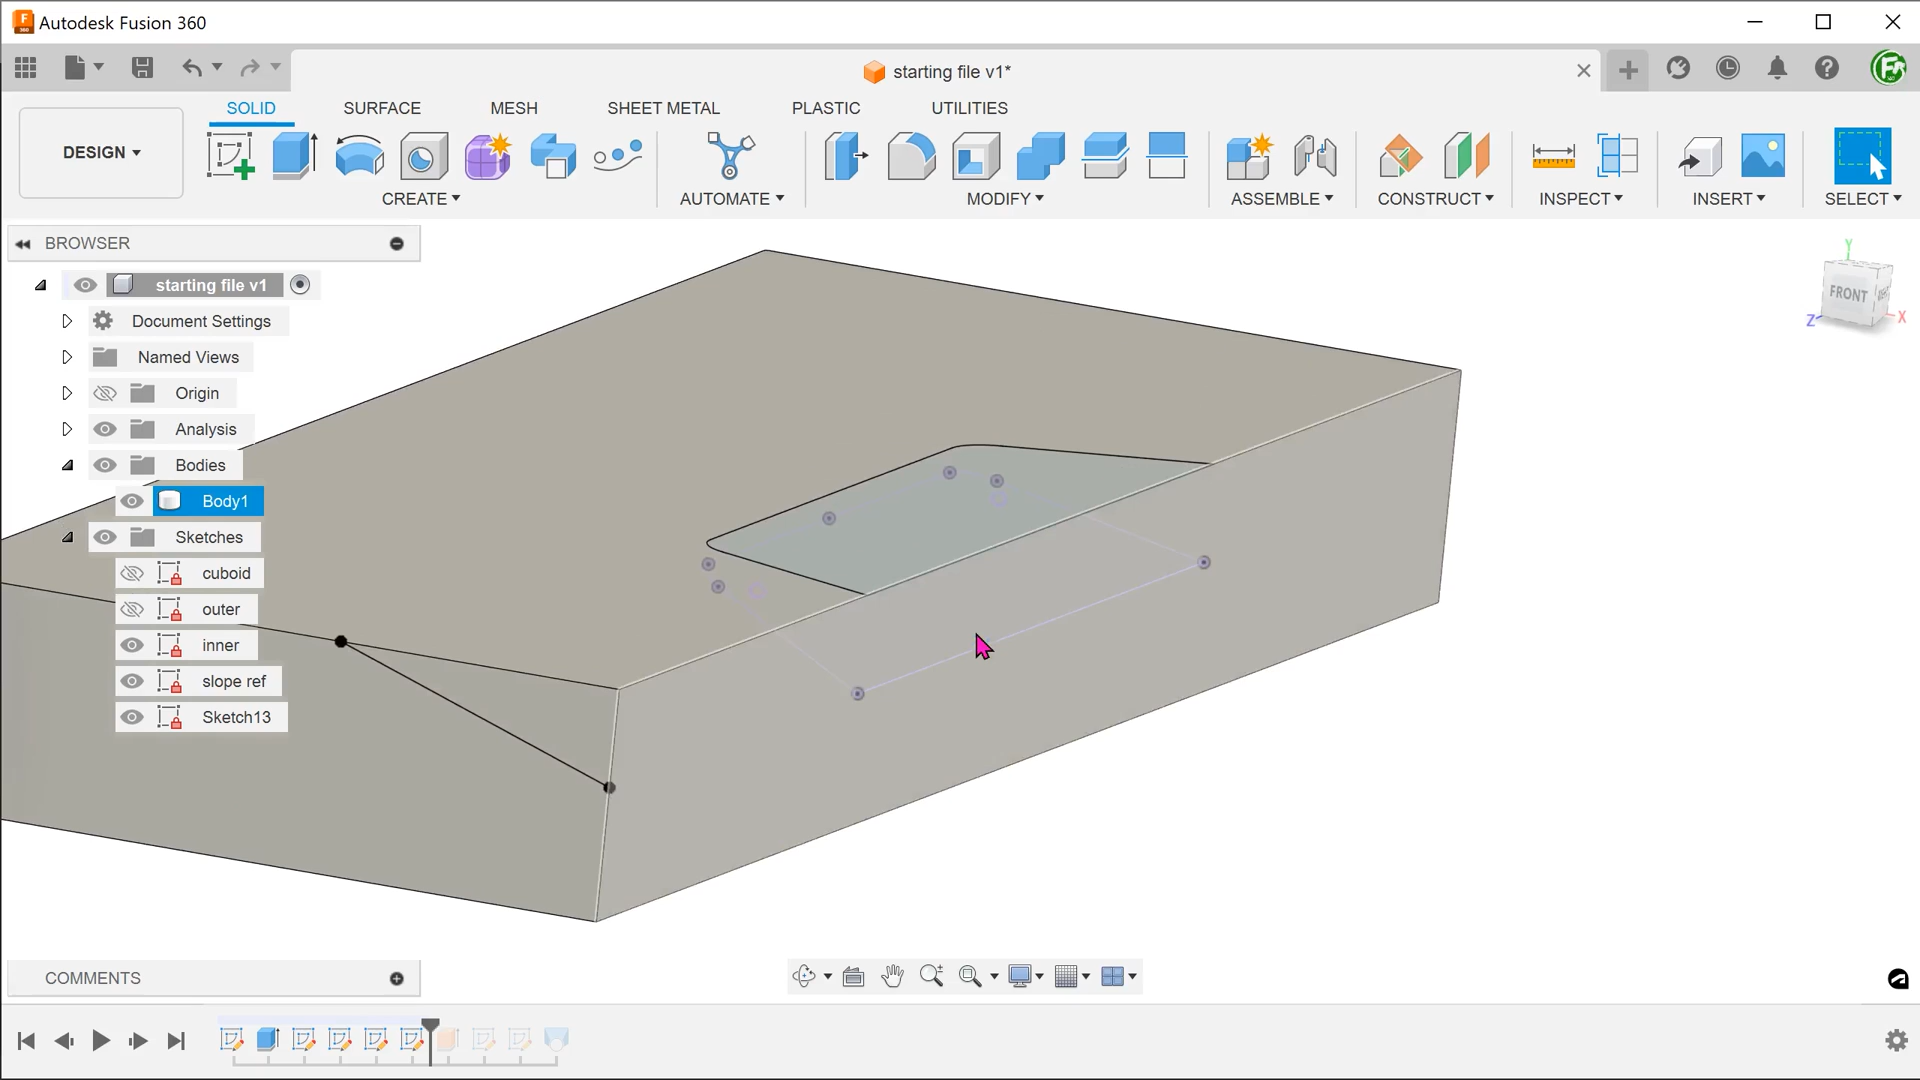 Autodesk Fusion 360
starting file v1*
SOLID SURFACE MESH SHEET METAL PLASTIC UTILITIES
DESIGN
CREATE AUTOMATE MODIFY ASSEMBLE CONSTRUCT INSPECT INSERT SELECT
BROWSER
starting file v1
Document Settings
Named Views
Origin
Analysis
Bodies
Body1
Sketches
cuboid
outer
inner
slope ref
Sketch13
Y
FRONT
Z
X
COMMENTS